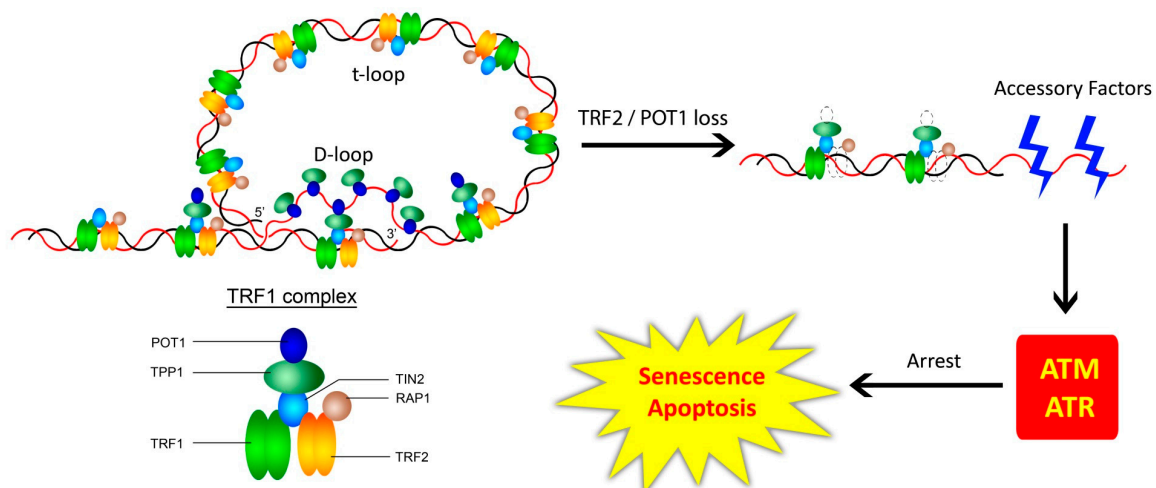 t-loop
D-loop
5'
3'
TRF2 / POT1 loss
Accessory Factors
TRF1 complex
POT1
TPP1
TIN2
RAP1
TRF1
TRF2
Senescence
Apoptosis
Arrest
ATM
ATR